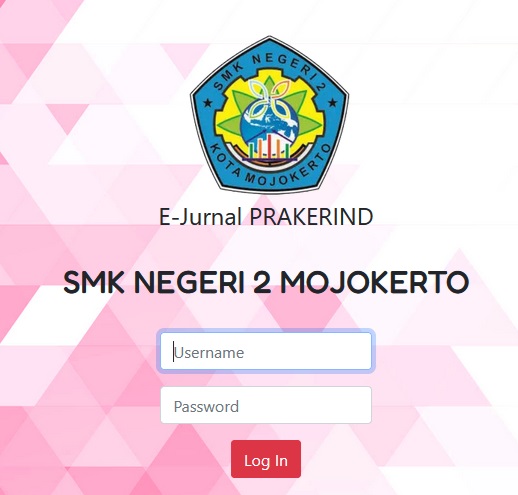 SMK NEGERI 2
KOTA MOJOKERTO
E-Jurnal PRAKERIND
SMK NEGERI 2 MOJOKERTO
Username
Password
Log In